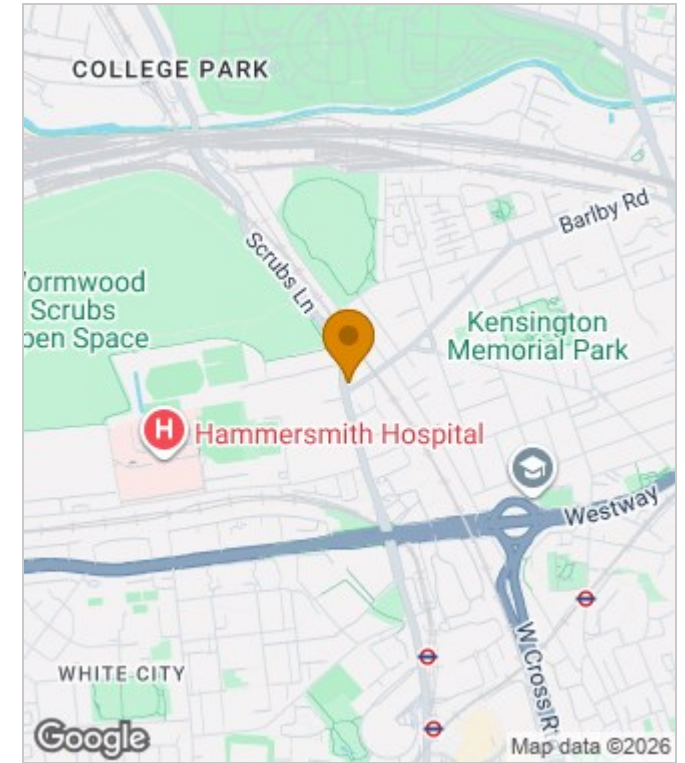 COLLEGE PARK
Barlby Rd
Scrubs Ln
ormwood
Scrubs
pen Space
Kensington
Memorial Park
H Hammersmith Hospital
Westway
W Cross R
WHITE CITY
Google
Map data ©2026